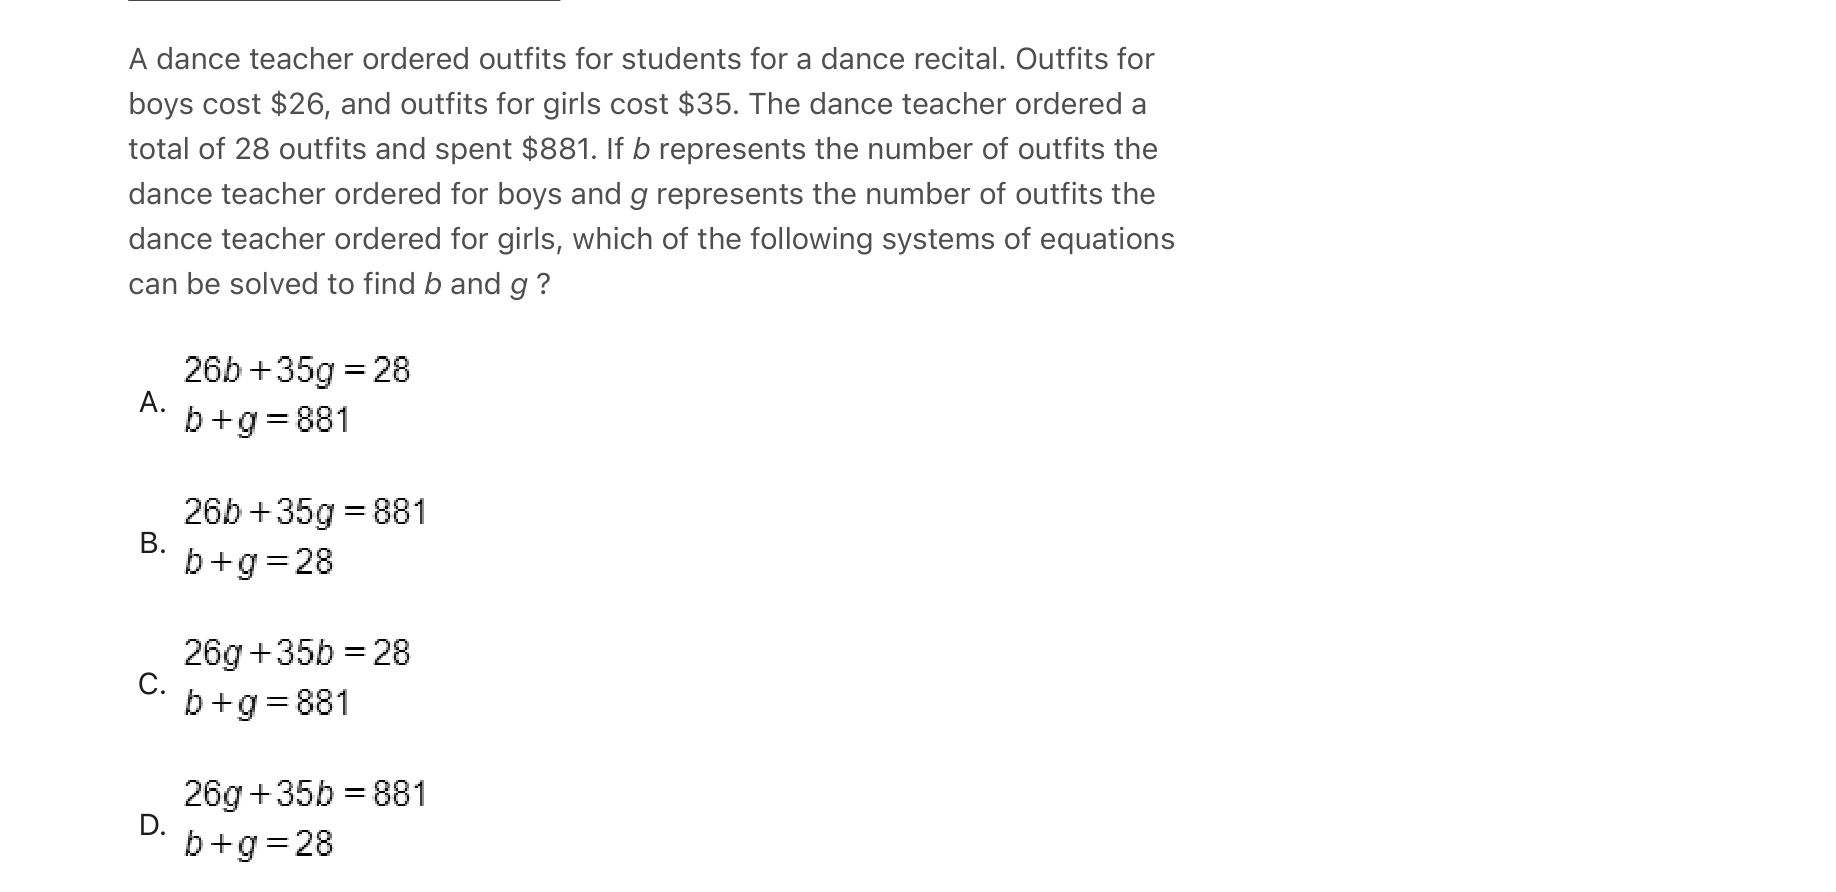 A dance teacher ordered outfits for students for a dance recital. Outfits for
boys cost $26, and outfits for girls cost $35. The dance teacher ordered a
total of 28 outfits and spent $881. If b represents the number of outfits the
dance teacher ordered for boys and g represents the number of outfits the
dance teacher ordered for girls, which of the following systems of equations
can be solved to find b and g ?
26b + 35g = 28
A.
b + g = 881
26b + 35g = 881
B.
b + g = 28
26g + 35b = 28
C.
b + g = 881
26g + 35b = 881
D.
b + g = 28